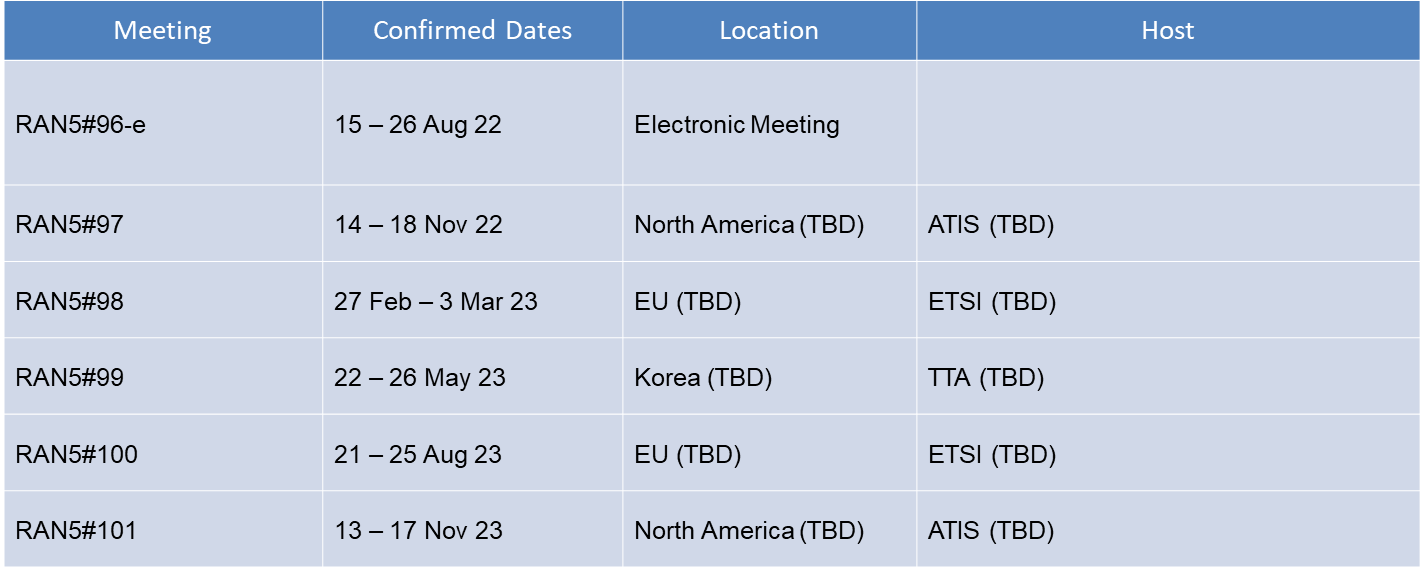 Meeting Confirmed Dates Location Host
RAN5#96-e 15 – 26 Aug 22 Electronic Meeting
RAN5#97 14 – 18 Nov 22 North America (TBD) ATIS (TBD)
RAN5#98 27 Feb – 3 Mar 23 EU (TBD) ETSI (TBD)
RAN5#99 22 – 26 May 23 Korea (TBD) TTA (TBD)
RAN5#100 21 – 25 Aug 23 EU (TBD) ETSI (TBD)
RAN5#101 13 – 17 Nov 23 North America (TBD) ATIS (TBD)